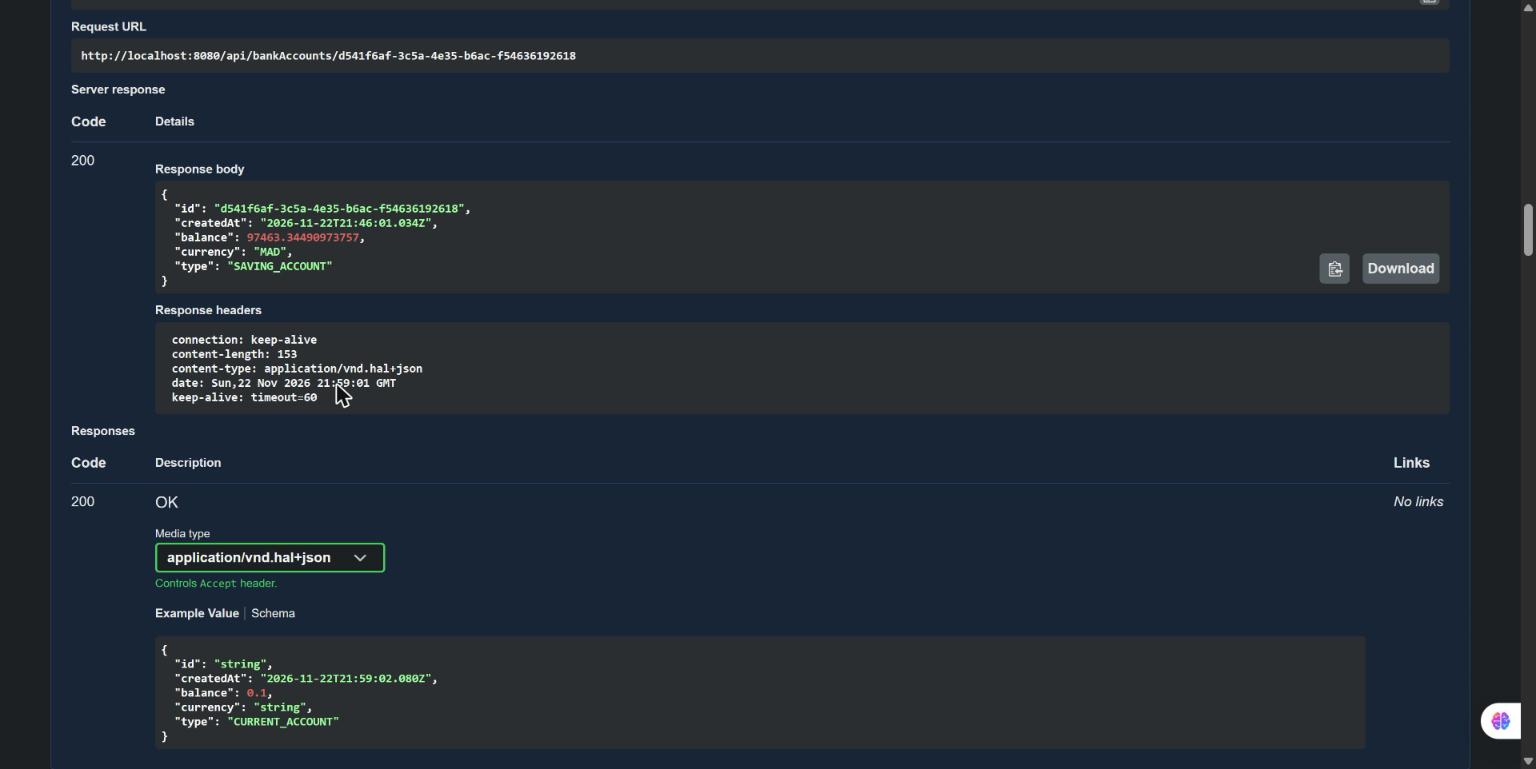 Request URL
http://localhost:8080/api/bankAccounts/d541f6af-3c5a-4e35-b6ac-f54636192618
Server response
Code Details
200
Response body
{
"id": "d541f6af-3c5a-4e35-b6ac-f54636192618",
"createdAt": "2026-11-22T21:46:01.034Z",
"balance": 97463.34490973757,
"currency": "MAD",
"type": "SAVING_ACCOUNT"
}
Download
Response headers
connection: keep-alive
content-length: 153
content-type: application/vnd.hal+json
date: Sun,22 Nov 2026 21:59:01 GMT
keep-alive: timeout=60
Responses
Code Description Links
200 OK No links
Media type
application/vnd.hal+json
Controls Accept header.
Example Value | Schema
{
"id": "string",
"createdAt": "2026-11-22T21:59:02.080Z",
"balance": 0.1,
"currency": "string",
"type": "CURRENT_ACCOUNT"
}